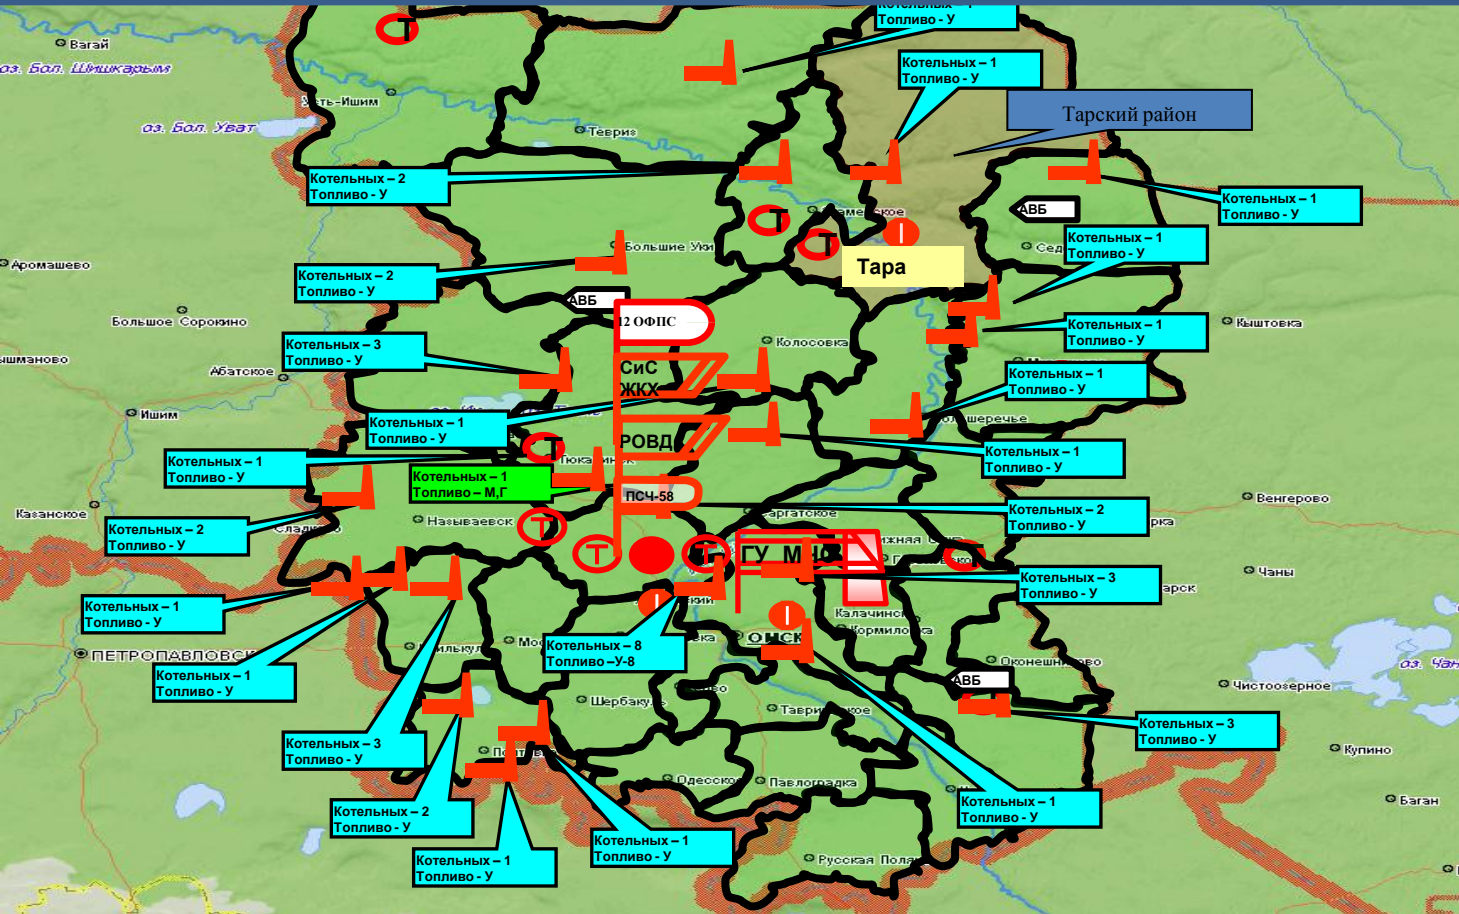 Топливо - У
Вагай
оз. Бол. Шишкарым
Котельных – 1
Топливо - У
Усть-Ишим
Тарский район
оз. Бол. Уват
Тевриз
Котельных – 2
Топливо - У
Котельных – 1
Топливо - У
АВБ
Котельных – 1
Топливо - У
Большие Уки
Тара
Аромашево
Котельных – 2
Топливо - У
АВБ
12 ОФПС
Большое Сорокино
Котельных – 1
Топливо - У
Кыштовка
Котельных – 3
Топливо - У
Колосовка
Абатское
СиС
ЖКХ
Котельных – 1
Топливо - У
Ишим
Котельных – 1
Топливо - У
РОВД
Котельных – 1
Топливо - У
Котельных – 1
Топливо - У
Котельных – 1
Топливо – М,Г
ПСЧ-58
Венгерово
Казанское
Называевск
Котельных – 2
Топливо - У
Котельных – 2
Топливо - У
ГУ МЧС
Чаны
Котельных – 3
Топливо - У
Котельных – 1
Топливо - У
Калачинск
Кормиловка
ОМСК
Котельных – 8
Топливо –У-8
ПЕТРОПАВЛОВСК
Котельных – 1
Топливо - У
Оконешниково
АВБ
оз. Чан
Чистоозерное
Шербакуль
Таврическое
Котельных – 3
Топливо - У
Котельных – 3
Топливо - У
Купино
Одесское
Павлоградка
Котельных – 2
Топливо - У
Котельных – 1
Топливо - У
Баган
Котельных – 1
Топливо - У
Котельных – 1
Топливо - У
Русская Поляна